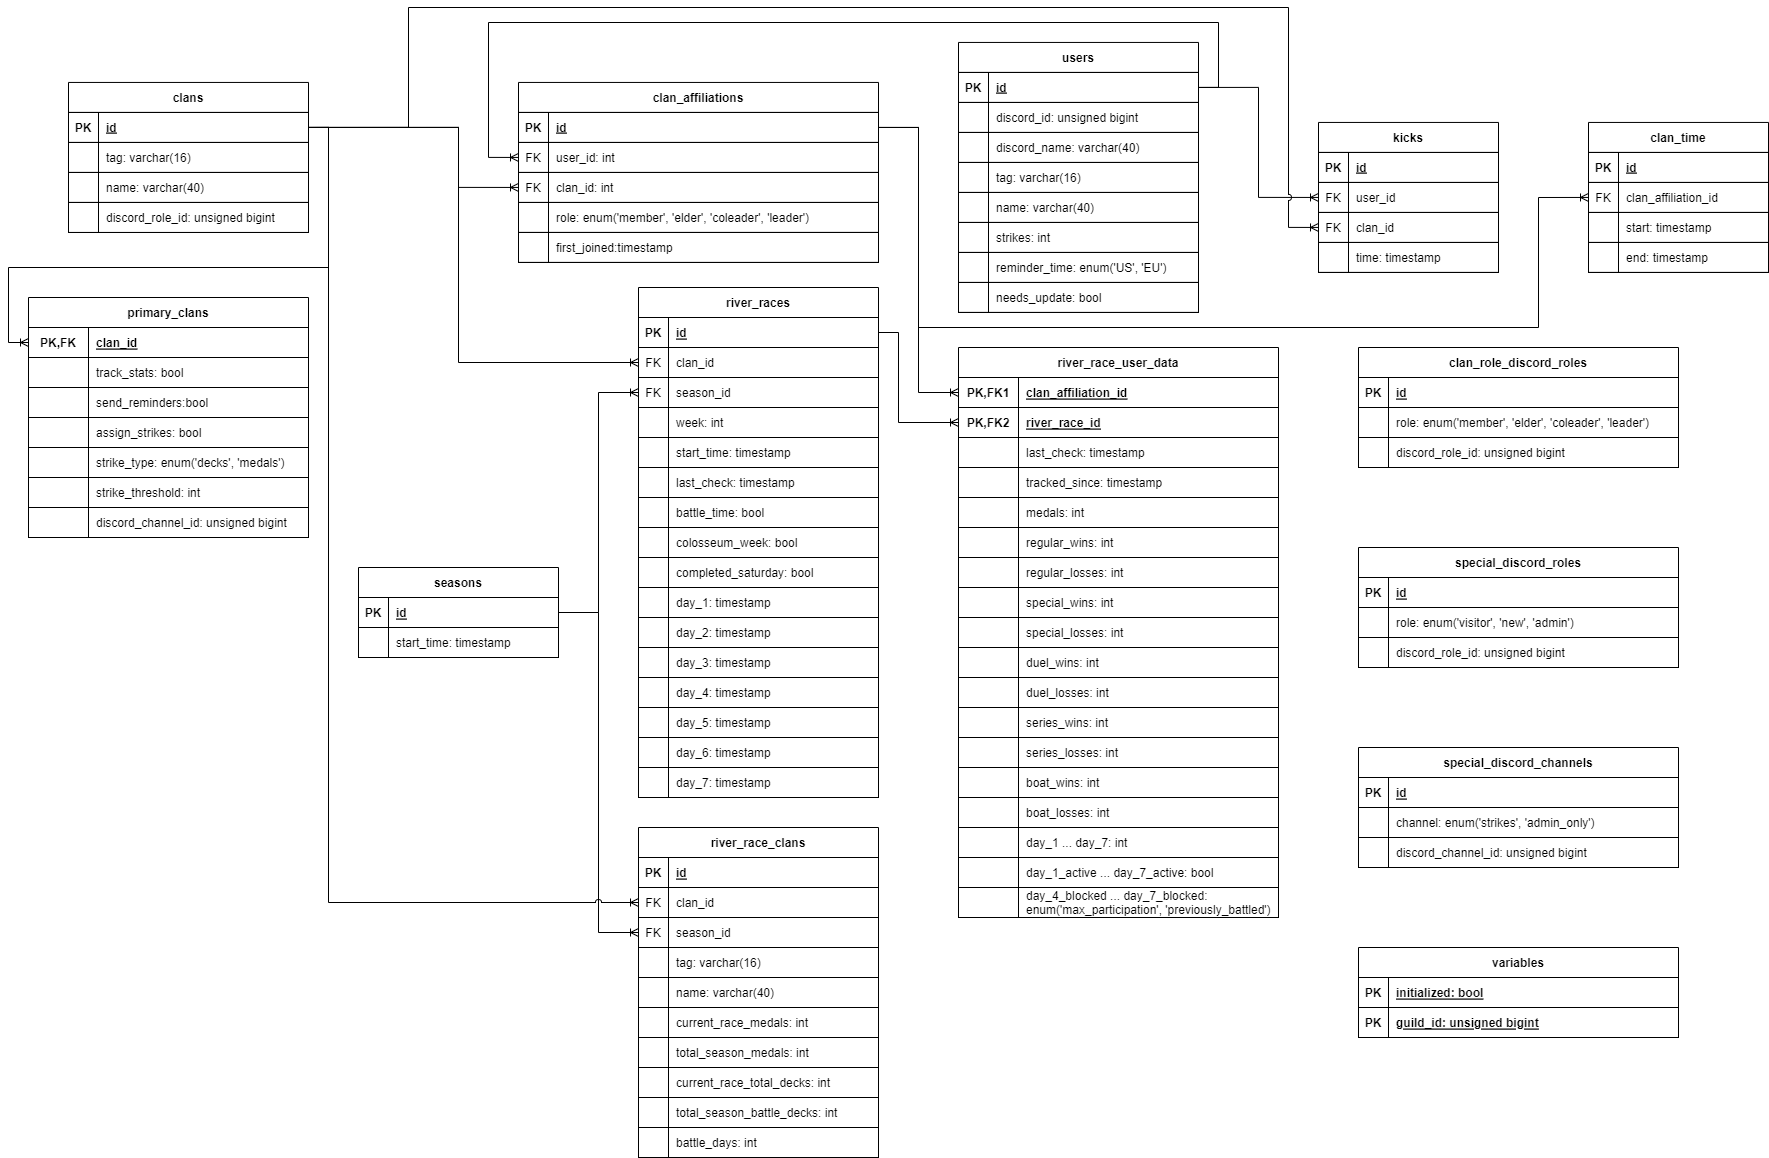 clans
PK id
tag: varchar(16)
name: varchar(40)
discord_role_id: unsigned bigint
clan_affiliations
PK id
FK user_id: int
FK clan_id: int
role: enum('member', 'elder', 'coleader', 'leader')
first_joined:timestamp
users
PK id
discord_id: unsigned bigint
discord_name: varchar(40)
tag: varchar(16)
name: varchar(40)
strikes: int
reminder_time: enum('US', 'EU')
needs_update: bool
kicks
PK id
FK user_id
FK clan_id
time: timestamp
clan_time
PK id
FK clan_affiliation_id
start: timestamp
end: timestamp
primary_clans
PK,FK clan_id
track_stats: bool
send_reminders:bool
assign_strikes: bool
strike_type: enum('decks', 'medals')
strike_threshold: int
discord_channel_id: unsigned bigint
river_races
PK id
FK clan_id
FK season_id
week: int
start_time: timestamp
last_check: timestamp
battle_time: bool
colosseum_week: bool
completed_saturday: bool
day_1: timestamp
day_2: timestamp
day_3: timestamp
day_4: timestamp
day_5: timestamp
day_6: timestamp
day_7: timestamp
river_race_user_data
PK,FK1 clan_affiliation_id
PK,FK2 river_race_id
last_check: timestamp
tracked_since: timestamp
medals: int
regular_wins: int
regular_losses: int
special_wins: int
special_losses: int
duel_wins: int
duel_losses: int
series_wins: int
series_losses: int
boat_wins: int
boat_losses: int
day_1 ... day_7: int
day_1_active ... day_7_active: bool
day_4_blocked ... day_7_blocked:
enum('max_participation', 'previously_battled')
clan_role_discord_roles
PK id
role: enum('member', 'elder', 'coleader', 'leader')
discord_role_id: unsigned bigint
seasons
PK id
start_time: timestamp
special_discord_roles
PK id
role: enum('visitor', 'new', 'admin')
discord_role_id: unsigned bigint
special_discord_channels
PK id
channel: enum('strikes', 'admin_only')
discord_channel_id: unsigned bigint
river_race_clans
PK id
FK clan_id
FK season_id
tag: varchar(16)
name: varchar(40)
current_race_medals: int
total_season_medals: int
current_race_total_decks: int
total_season_battle_decks: int
battle_days: int
variables
PK initialized: bool
PK guild_id: unsigned bigint